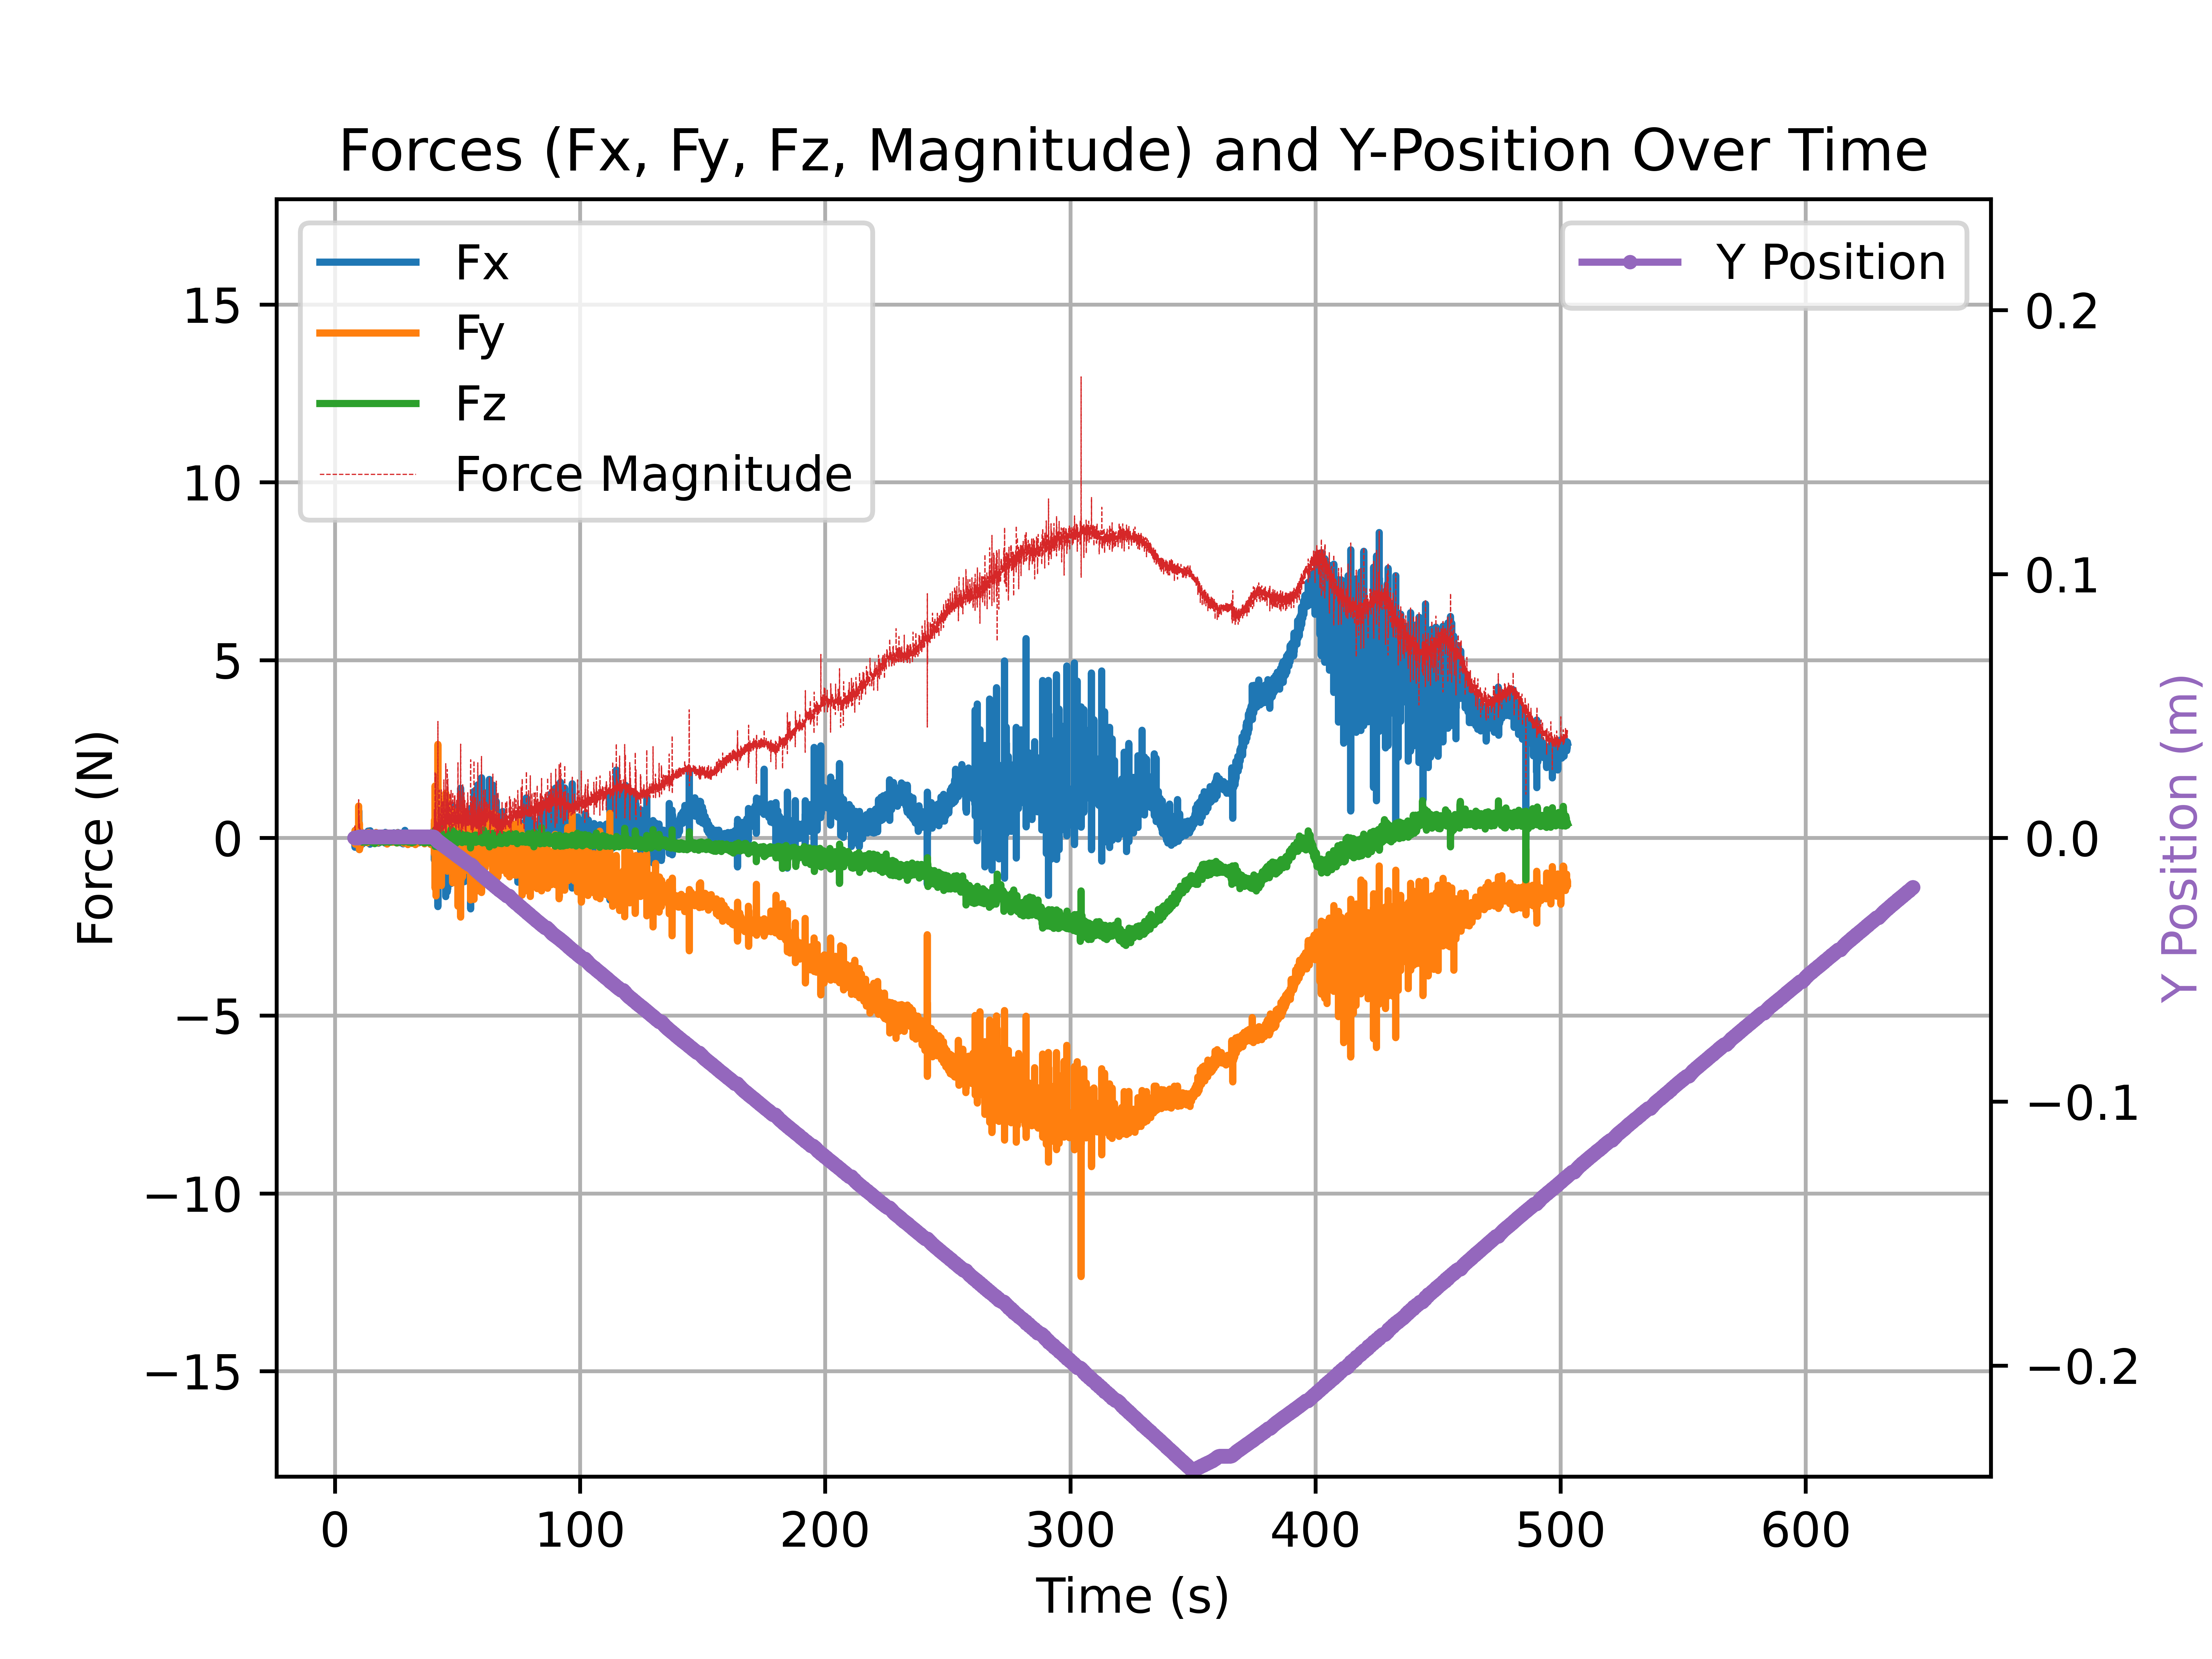 Forces (Fx, Fy, Fz, Magnitude) and Y-Position Over Time
Fx
Fy
Fz
Force Magnitude
Y Position
15
10
5
0
−5
−10
−15
Force (N)
0.2
0.1
0.0
−0.1
−0.2
Y Position (m)
0 100 200 300 400 500 600
Time (s)